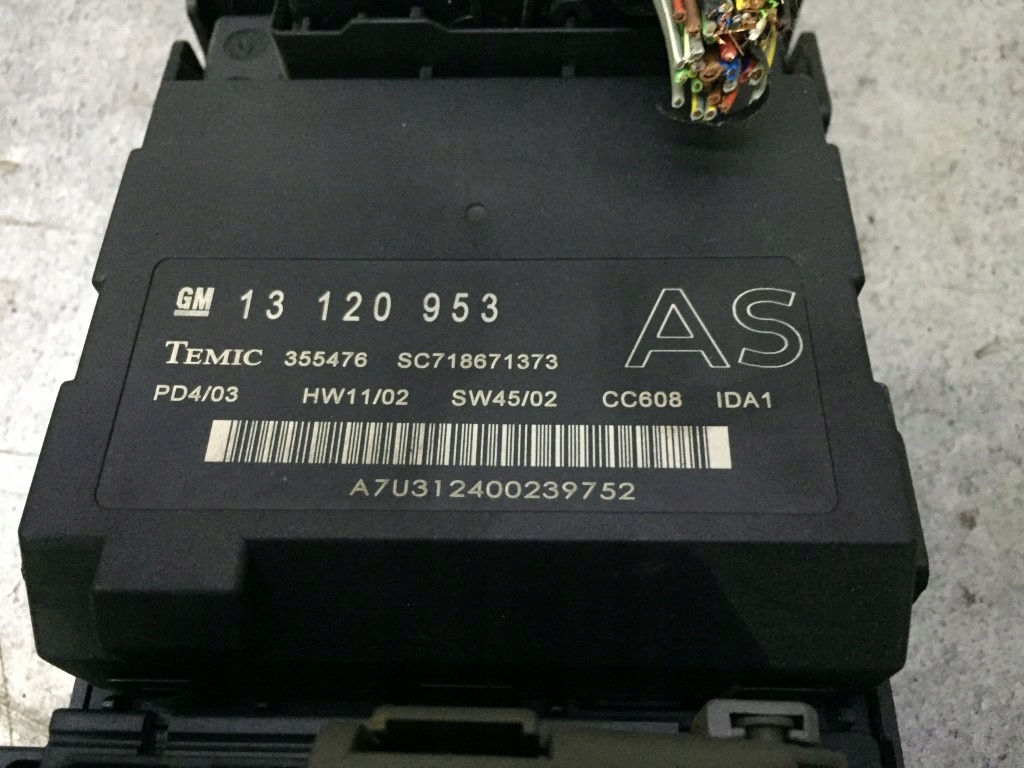 GM 13 120 953 AS
TEMIC 355476 SC718671373
PD4/03 HW11/02 SW45/02 CC608 IDA1
A7U312400239752